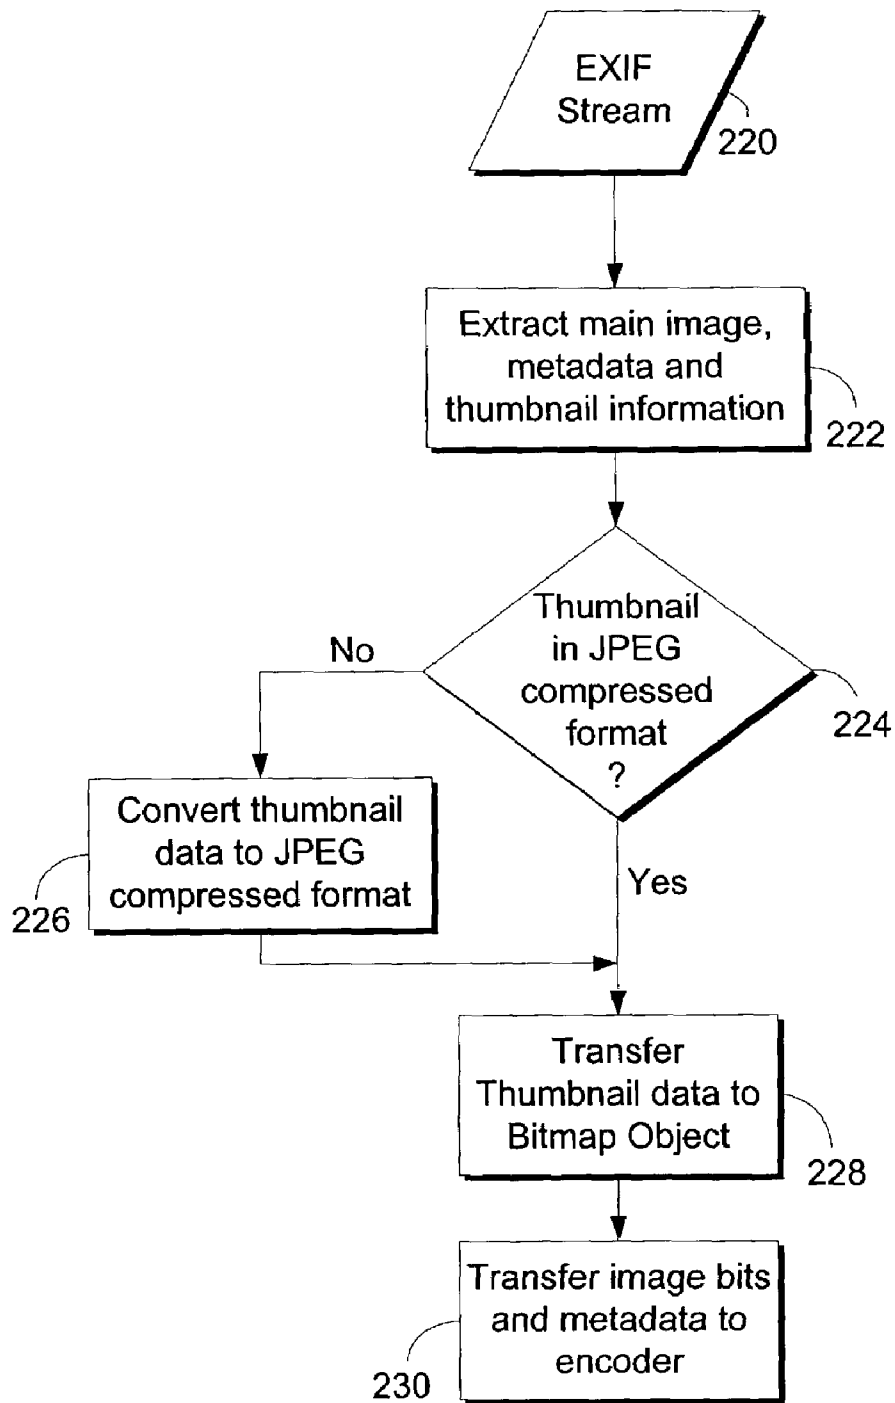 EXIF
Stream
220
Extract main image,
metadata and
thumbnail information
222
Thumbnail
in JPEG
compressed
format
?
224
No
Convert thumbnail
data to JPEG
compressed format
226
Yes
Transfer
Thumbnail data to
Bitmap Object
228
Transfer image bits
and metadata to
encoder
230